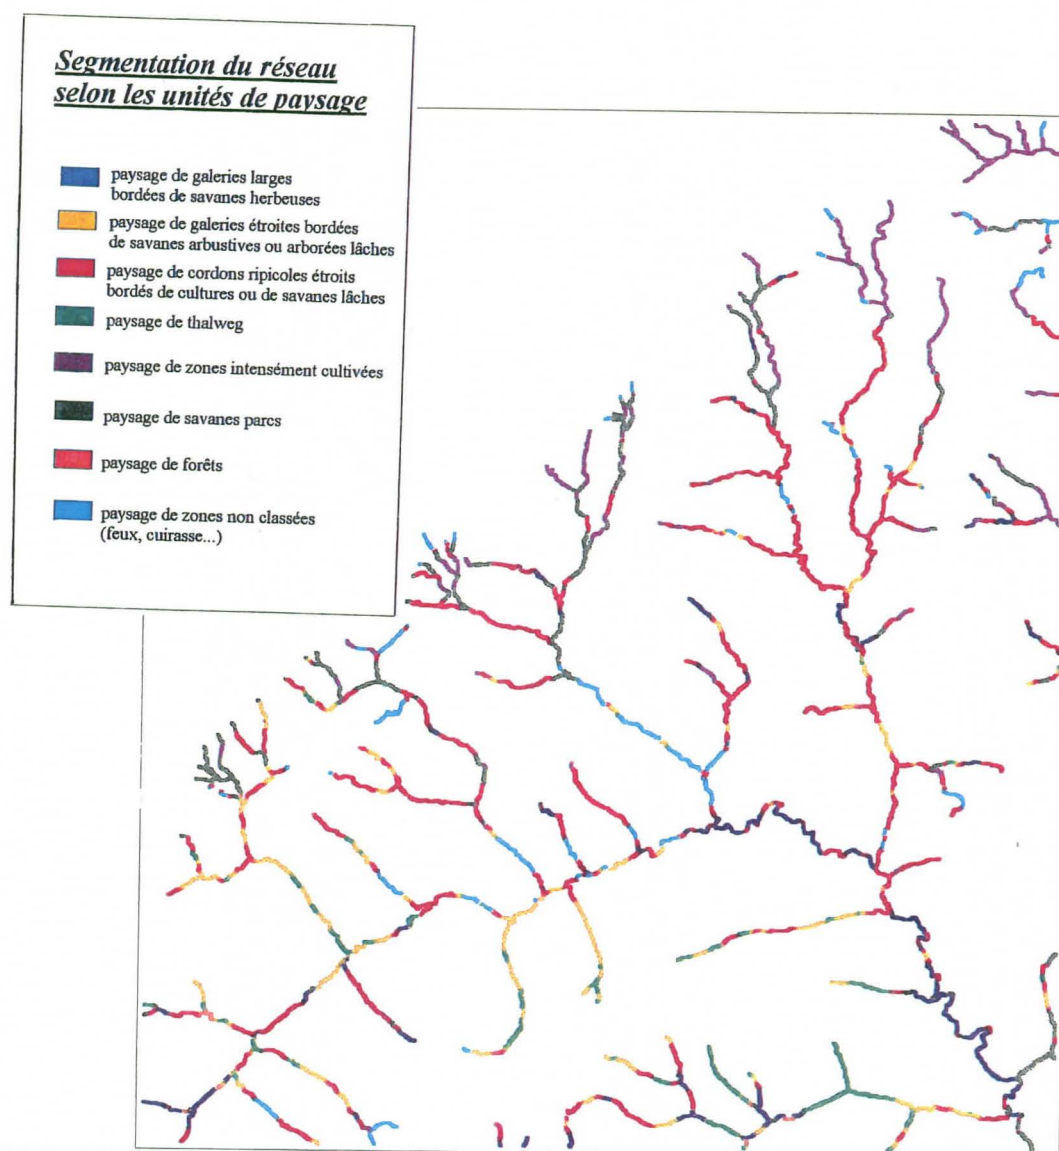 Segmentation du réseau
selon les unités de paysage
paysage de galeries larges
bordées de savanes herbeuses
paysage de galeries étroites bordées
de savanes arbustives ou arborées lâches
paysage de cordons ripicoles étroits
bordés de cultures ou de savanes lâches
paysage de thalweg
paysage de zones intensément cultivées
paysage de savanes parcs
paysage de forêts
paysage de zones non classées
(feux, cuirasse...)